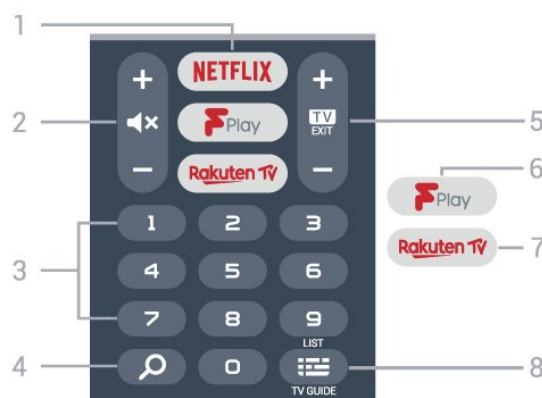 1
NETFLIX
+ +
2
Play
TV
EXIT
5
− −
Rakuten TV
6
Play
1 2 3
Rakuten TV
7
3
4 5 6
7 8 9
LIST
4
0
8
TV GUIDE